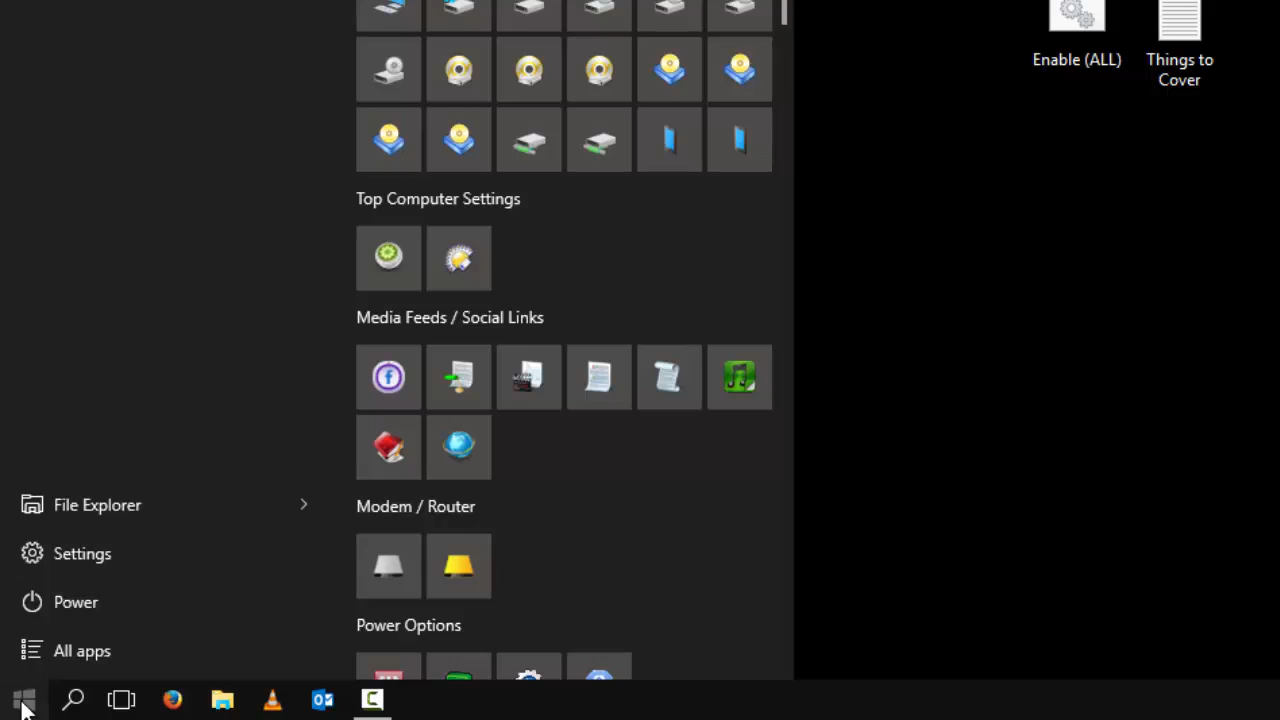 Enable (ALL)
Things to
Cover
Top Computer Settings
Media Feeds / Social Links
File Explorer
Modem / Router
Settings
Power
Power Options
All apps